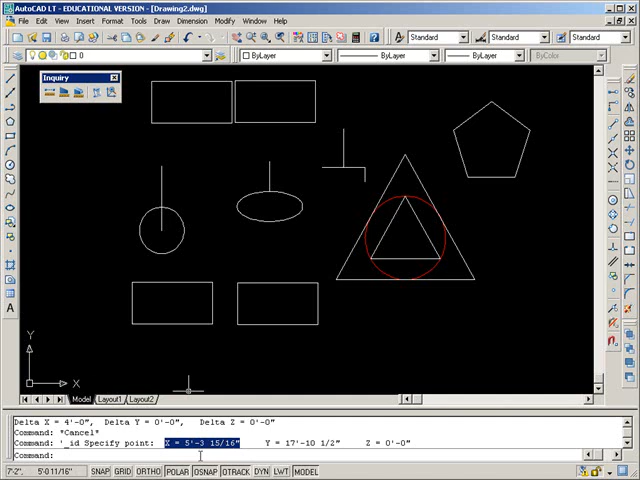 AutoCAD LT - EDUCATIONAL VERSION - [Drawing2.dwg]
File Edit View Insert Format Tools Draw Dimension Modify Window Help
Standard Standard Standard
0 ByLayer ByLayer ByLayer ByColor
Inquiry
Y
X
Model Layout1 Layout2
Delta X = 4'-0", Delta Y = 0'-0", Delta Z = 0'-0"
Command: *Cancel*
Command: '_id Specify point: X = 5'-3 15/16" Y = 17'-10 1/2" Z = 0'-0"
Command:
7'-2", 5'-0 11/16" SNAP GRID ORTHO POLAR OSNAP OTRACK DYN LWT MODEL